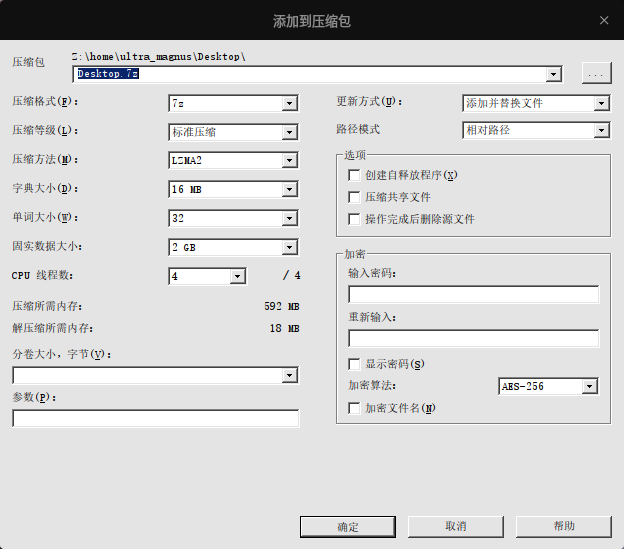 添加到压缩包
压缩包
Z:\home\ultra_magnus\Desktop\
Desktop.7z
...
压缩格式(F):
7z
压缩等级(L):
标准压缩
压缩方法(M):
LZMA2
字典大小(D):
16 MB
单词大小(W):
32
固实数据大小:
2 GB
CPU 线程数:
4
/ 4
压缩所需内存:
592 MB
解压缩所需内存:
18 MB
分卷大小，字节(V):
参数(P):
更新方式(U):
添加并替换文件
路径模式
相对路径
选项
创建自释放程序(X)
压缩共享文件
操作完成后删除源文件
加密
输入密码:
重新输入:
显示密码(S)
加密算法:
AES-256
加密文件名(N)
确定
取消
帮助